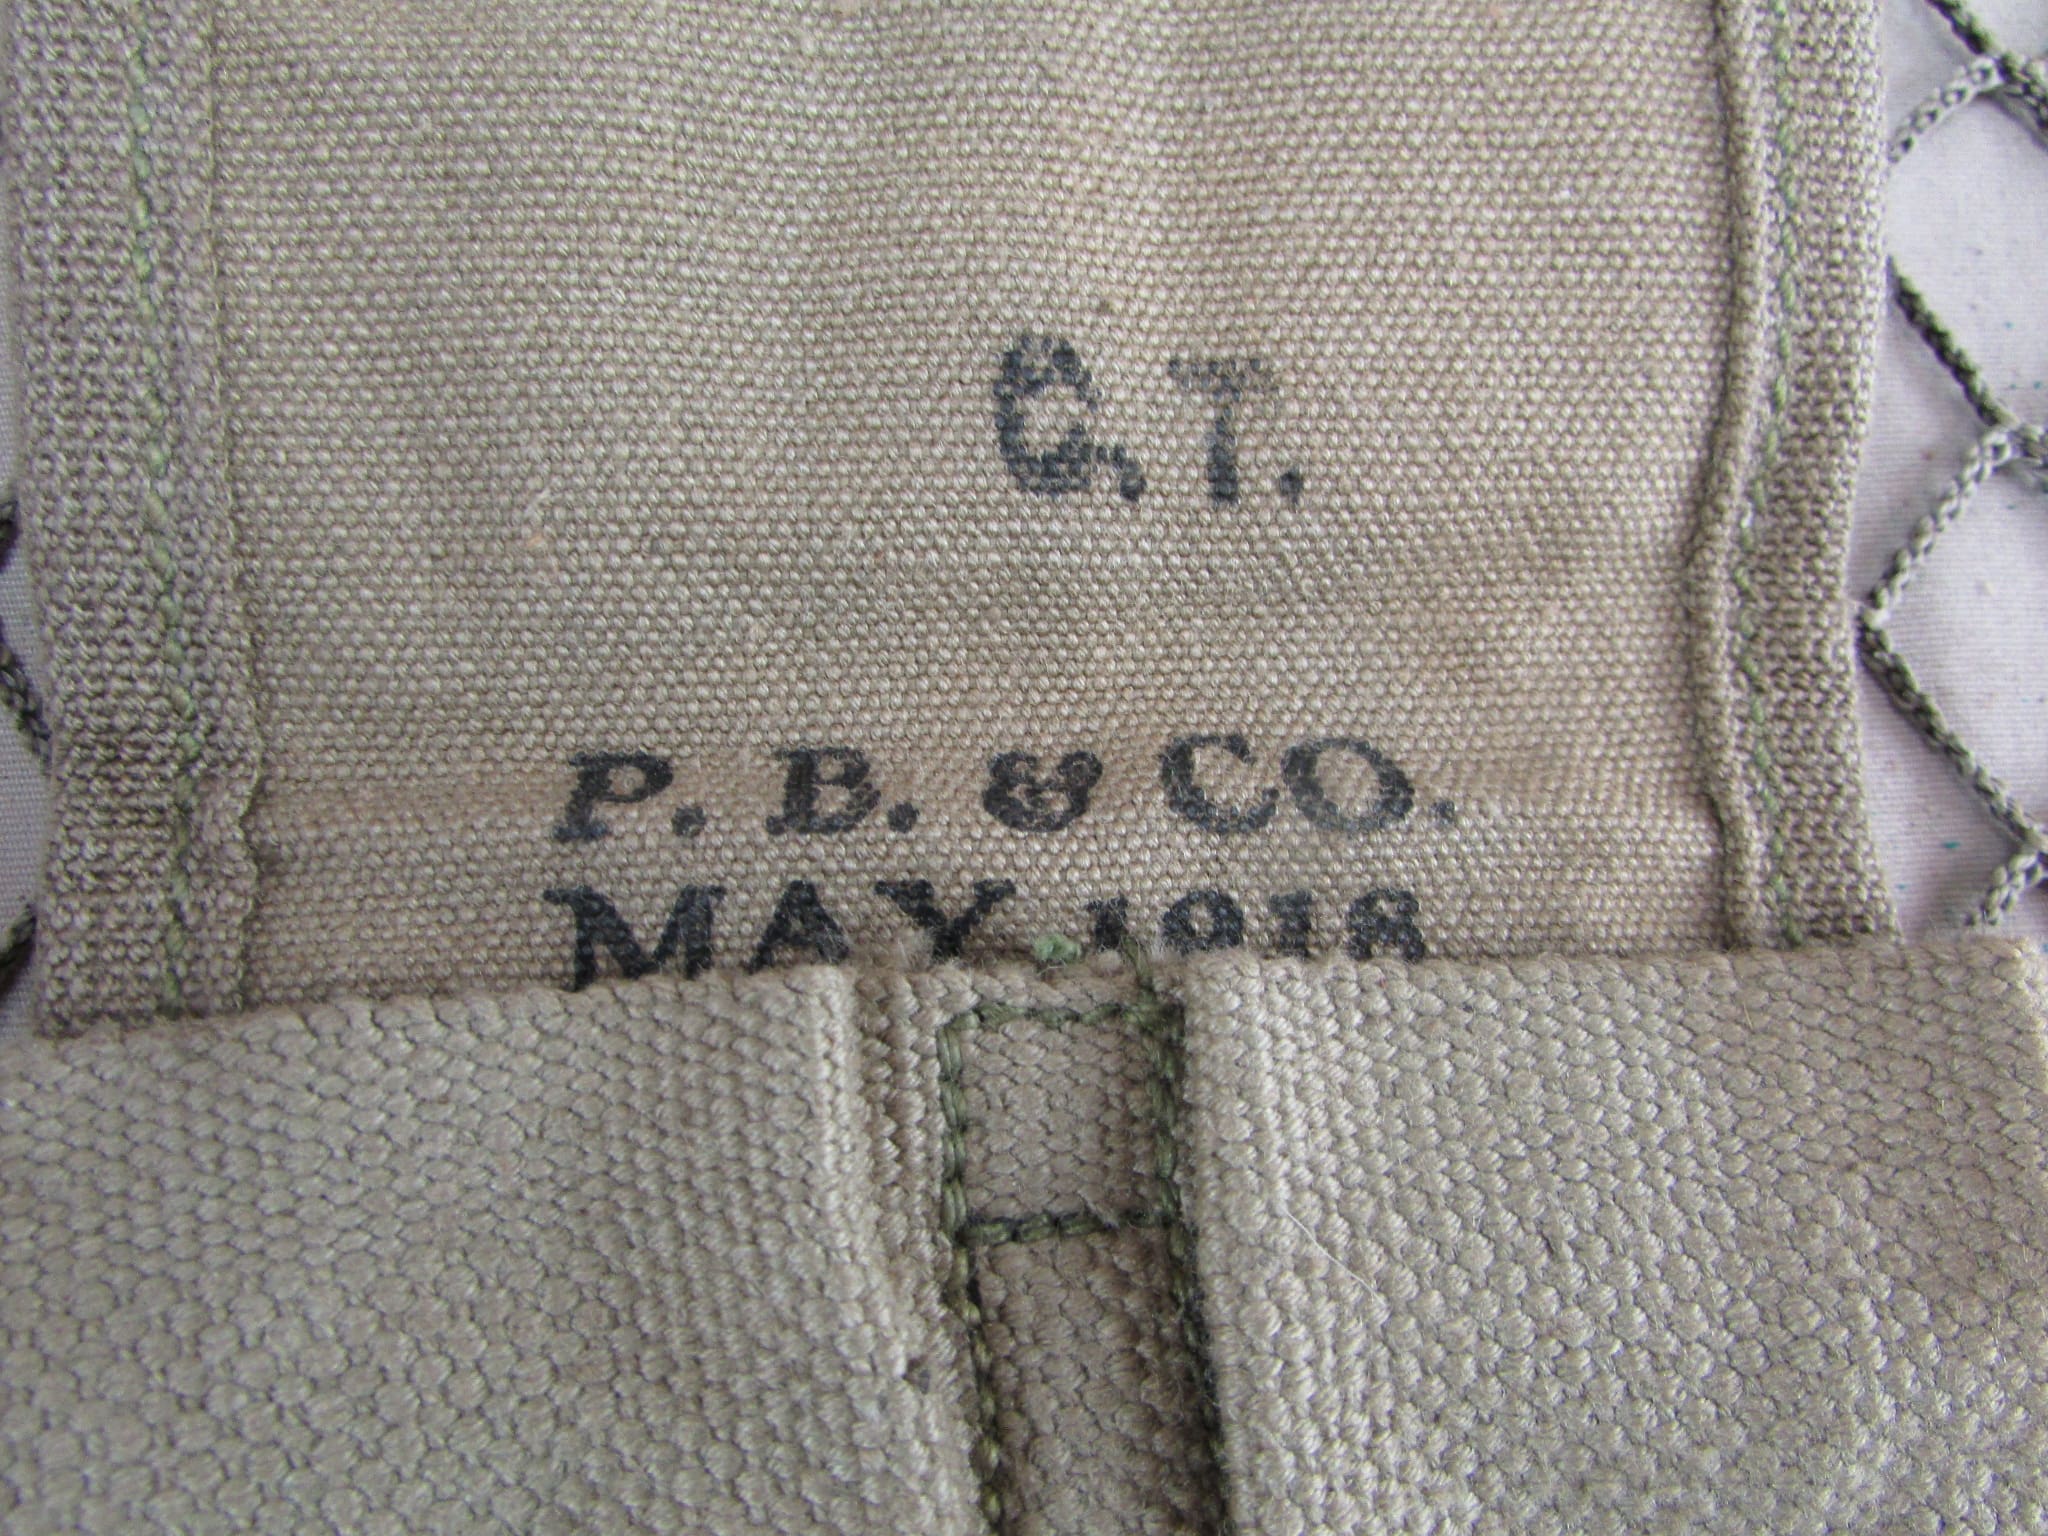 Q.T.
P. B. & CO.
MAY 1918